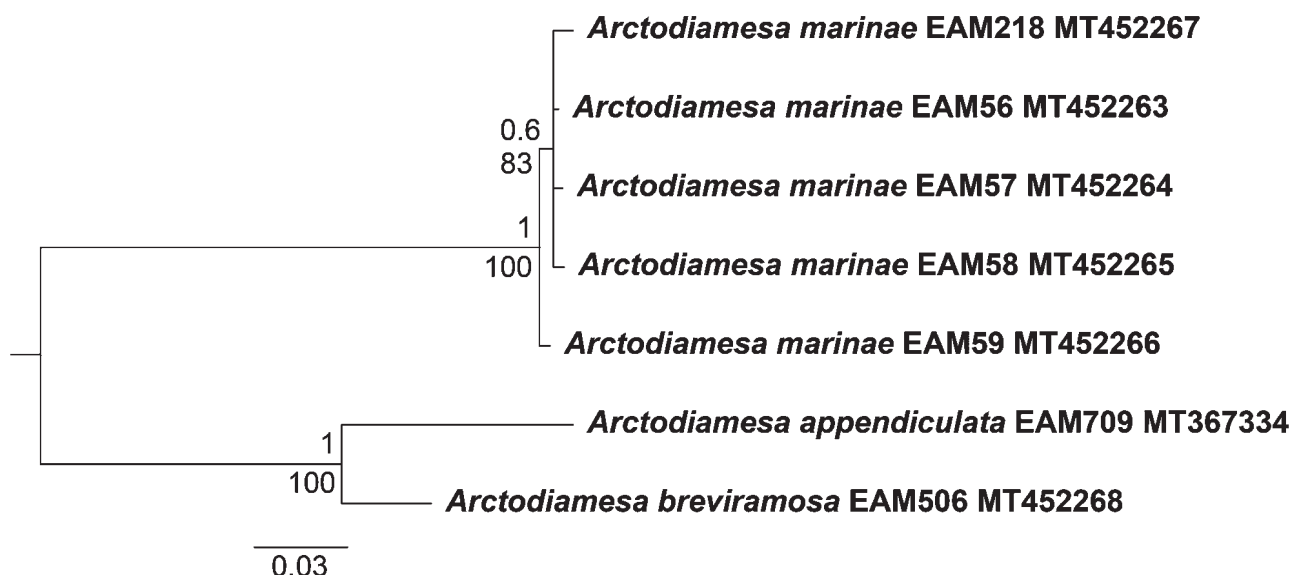 Arctodiamesa marinae EAM218 MT452267
Arctodiamesa marinae EAM56 MT452263
0.6
83
Arctodiamesa marinae EAM57 MT452264
1
100
Arctodiamesa marinae EAM58 MT452265
Arctodiamesa marinae EAM59 MT452266
Arctodiamesa appendiculata EAM709 MT367334
1
100
Arctodiamesa breviramosa EAM506 MT452268
0.03